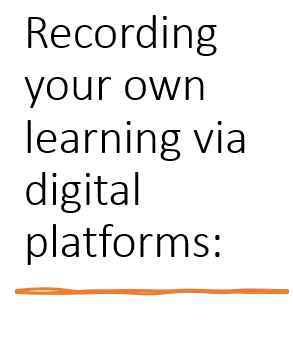 Recording
your own
learning via
digital
platforms: